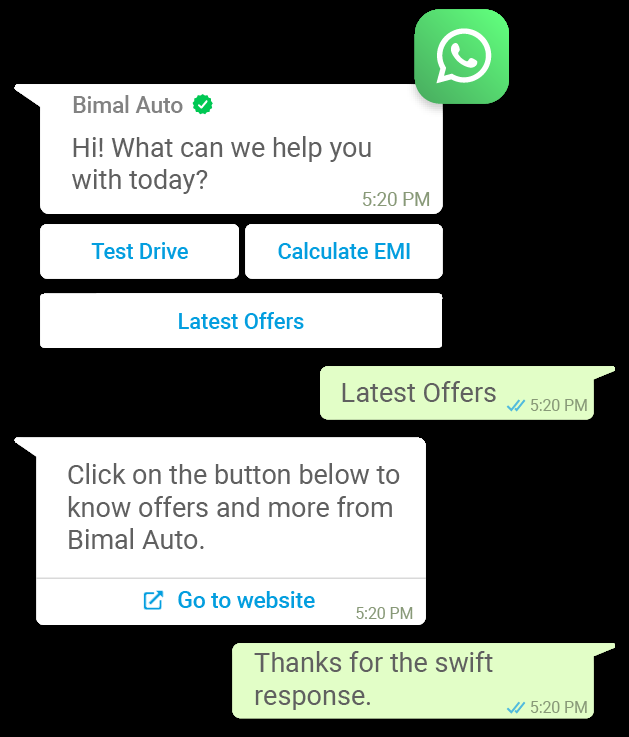 Bimal Auto
Hi! What can we help you
with today?
5:20 PM
Test Drive
Calculate EMI
Latest Offers
Latest Offers
5:20 PM
Click on the button below to
know offers and more from
Bimal Auto.
Go to website
5:20 PM
Thanks for the swift
response.
5:20 PM